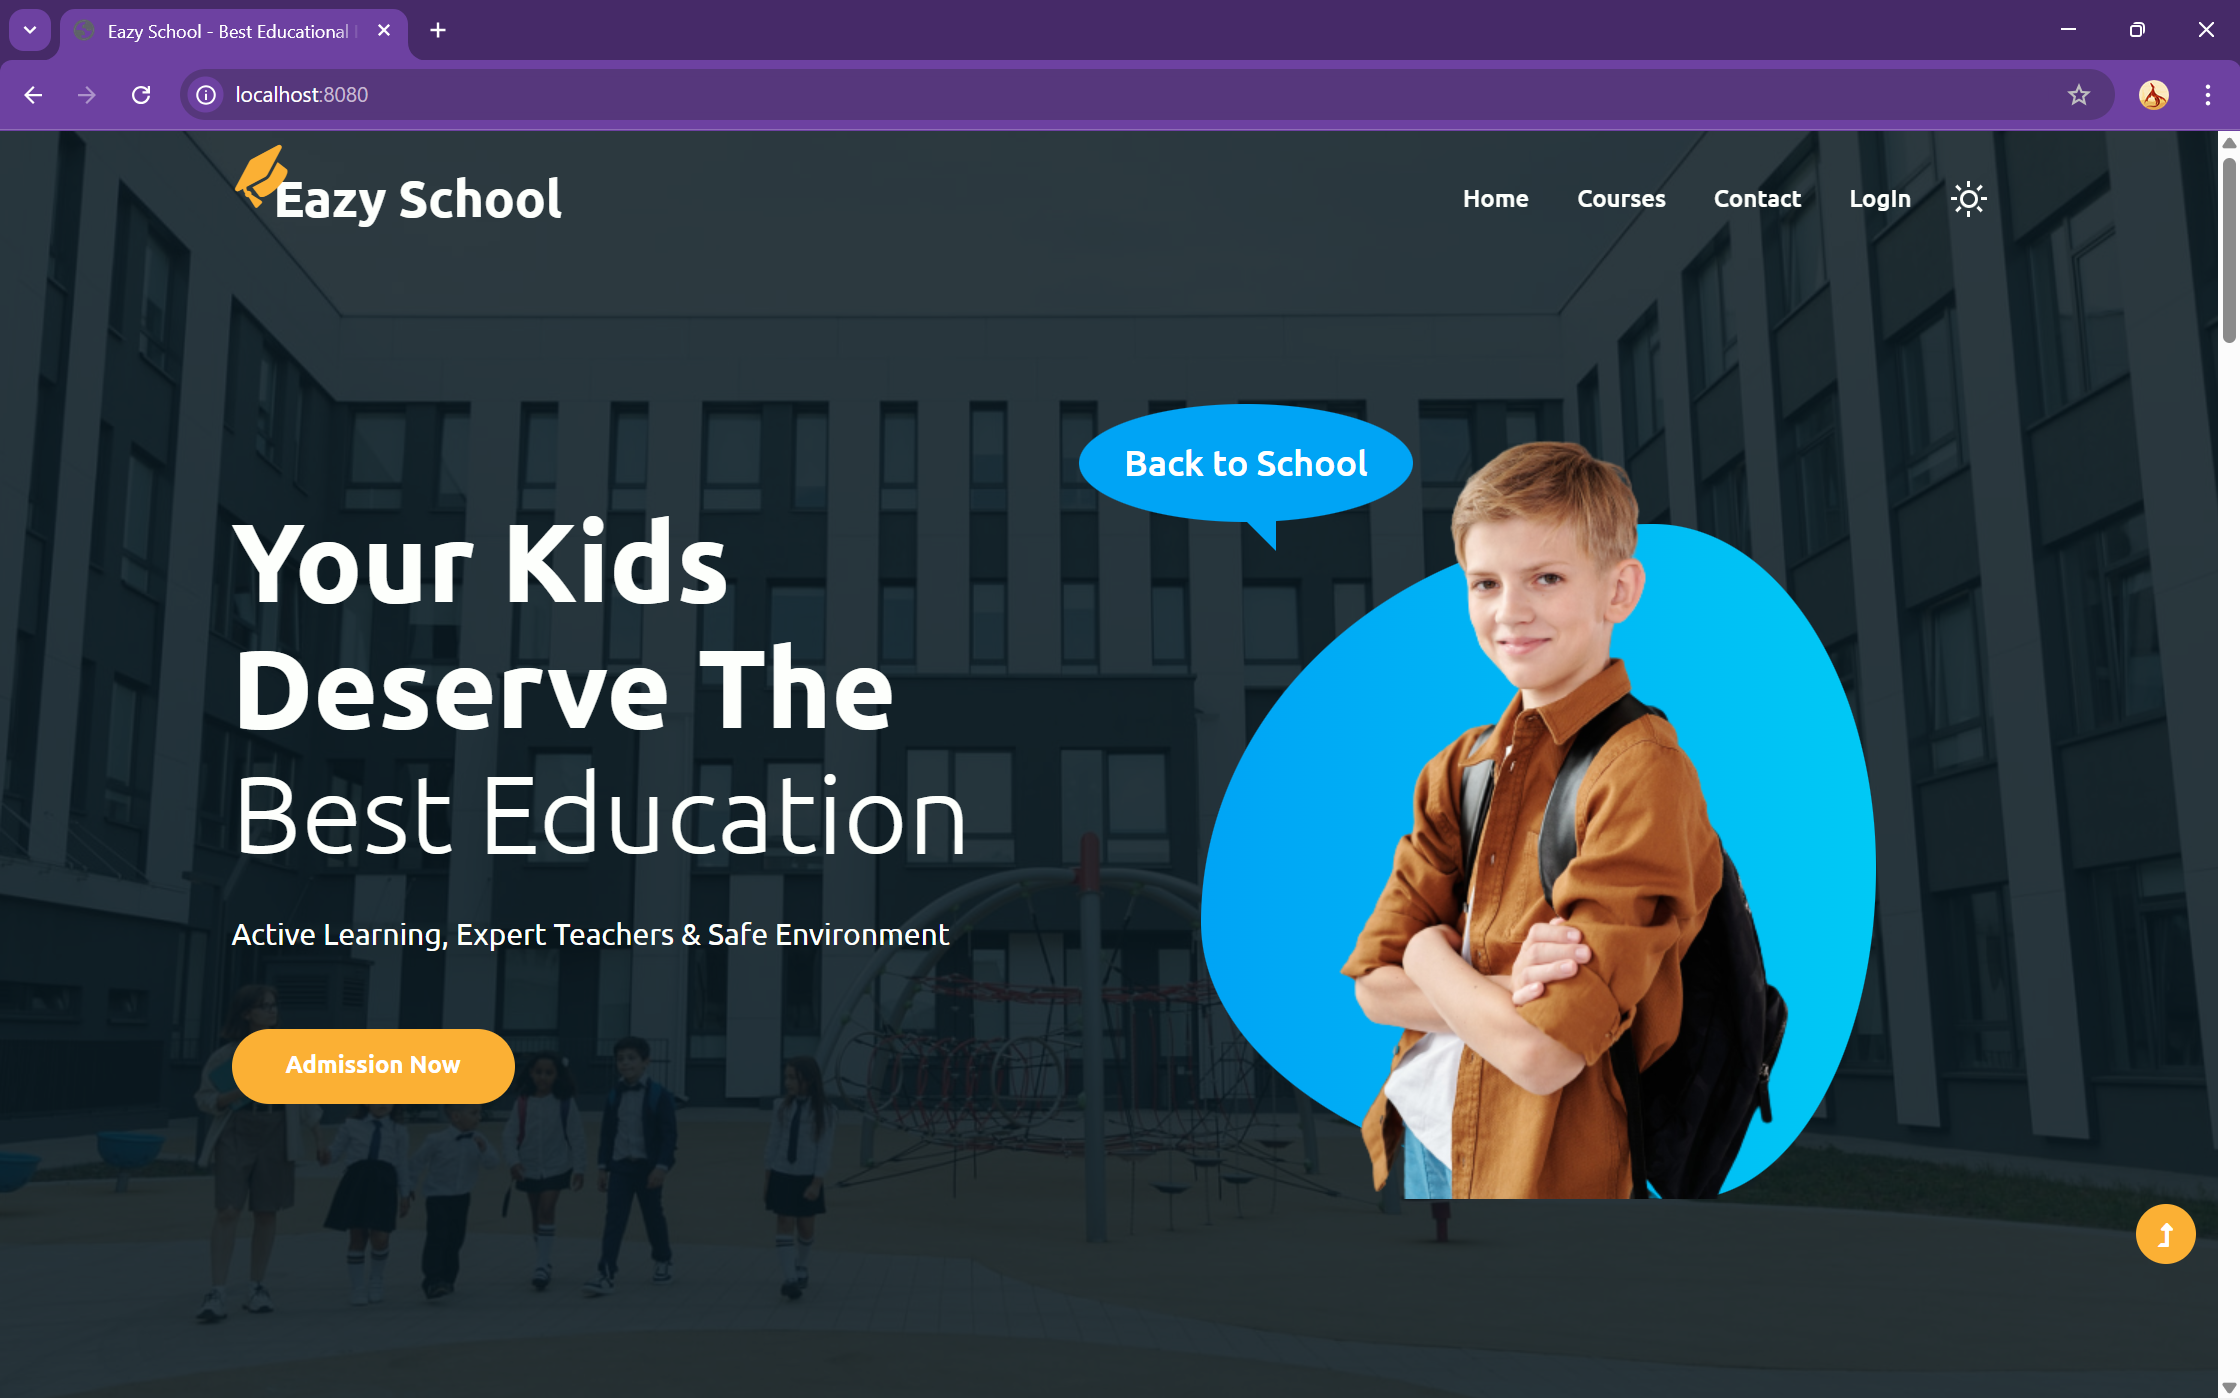 Eazy School - Best Educational
localhost:8080
Eazy School
Home
Courses
Contact
Login
Back to School
Your Kids
Deserve The
Best Education
Active Learning, Expert Teachers & Safe Environment
Admission Now